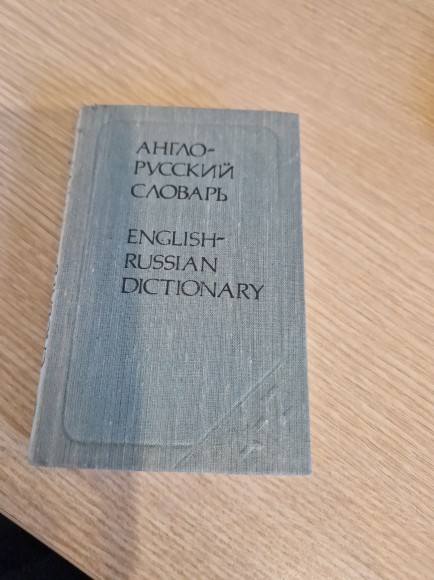 АНГЛО-
РУССКИЙ
СЛОВАРЬ
ENGLISH-
RUSSIAN
DICTIONARY